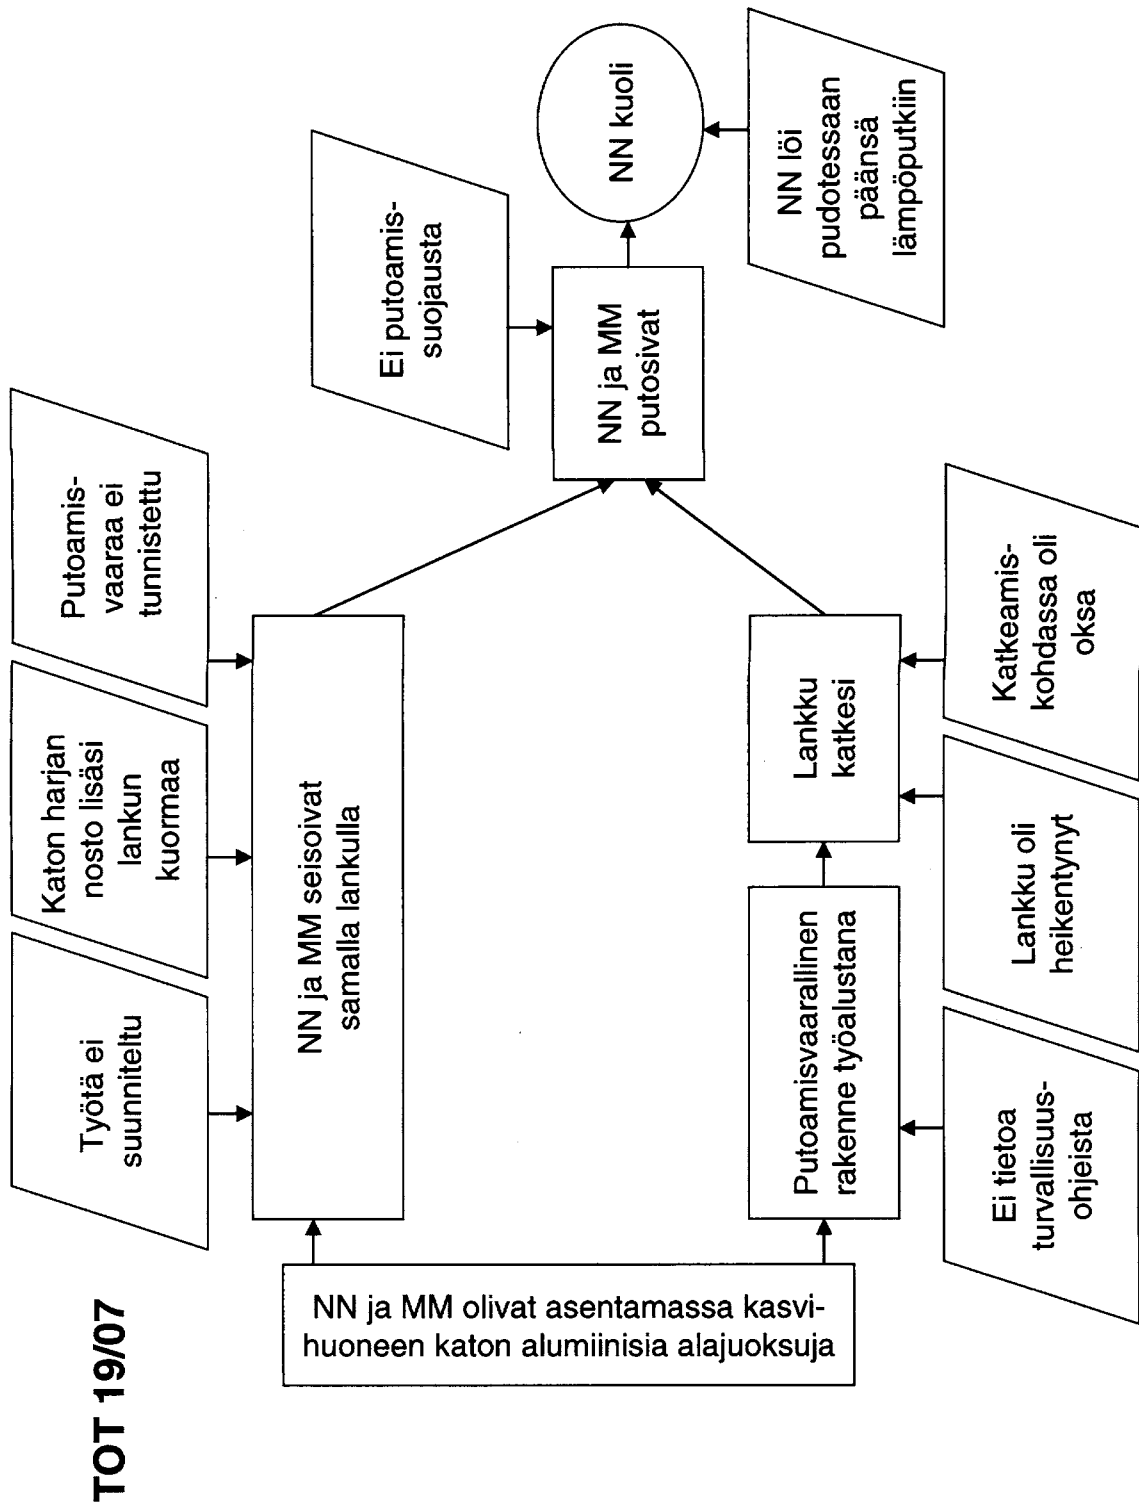 TOT 19/07
NN ja MM olivat asentamassa kasvi-
huoneen katon alumiinisia alajuoksuja
Työtä ei
suunniteltu
Katon harjan
nosto lisäsi
lankun
kuormaa
Putoamis-
vaaraa ei
tunnistettu
NN ja MM seisoivat
samalla lankulla
Putoamisvaarallinen
rakenne työalustana
Lankku
katkesi
Ei tietoa
turvallisuus-
ohjeista
Lankku oli
heikentynyt
Katkeamis-
kohdassa oli
oksa
Ei putoamis-
suojausta
NN ja MM
putosivat
NN kuoli
NN löi
pudotessaan
päänsä
lämpöputkiin